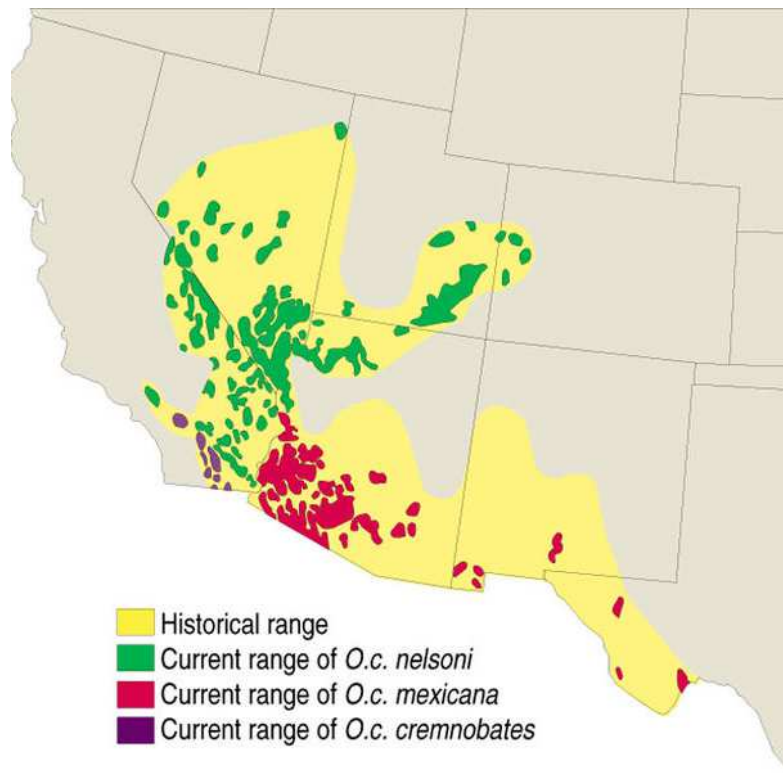 Historical range
Current range of O.c. nelsoni
Current range of O.c. mexicana
Current range of O.c. cremnobates